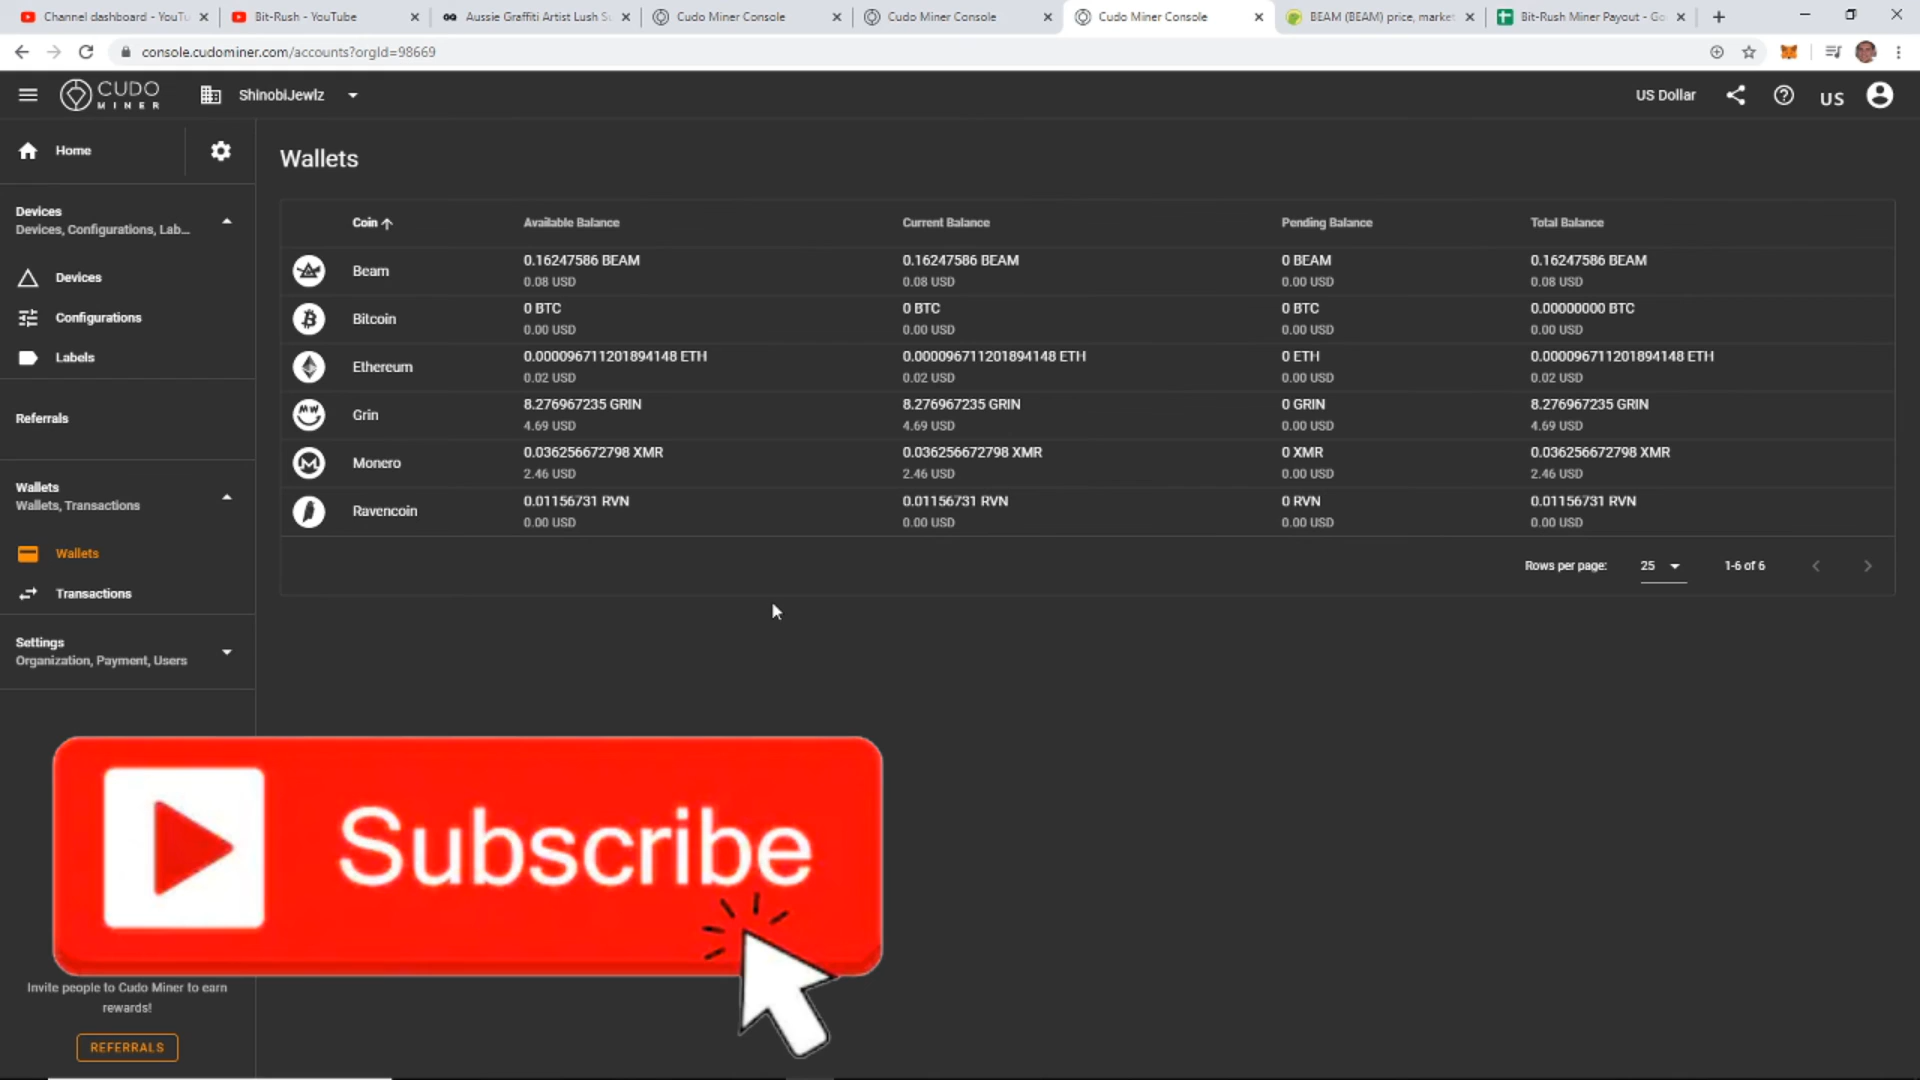 Channel dashboard - YouTu
Bit-Rush - YouTube
Aussie Graffiti Artist Lush Su
Cudo Miner Console
Cudo Miner Console
Cudo Miner Console
BEAM (BEAM) price, market
Bit-Rush Miner Payout - Go
console.cudominer.com/accounts?orgId=98669
CUDO
MINER
ShinobiJewlz
US Dollar
US
Home
Wallets
Devices
Devices, Configurations, Lab...
Coin
Available Balance
Current Balance
Pending Balance
Total Balance
Devices
Configurations
Labels
Beam
0.16247586 BEAM
0.08 USD
0.16247586 BEAM
0.08 USD
0 BEAM
0.00 USD
0.16247586 BEAM
0.08 USD
Bitcoin
0 BTC
0.00 USD
0 BTC
0.00 USD
0 BTC
0.00 USD
0.00000000 BTC
0.00 USD
Ethereum
0.000096711201894148 ETH
0.02 USD
0.000096711201894148 ETH
0.02 USD
0 ETH
0.00 USD
0.000096711201894148 ETH
0.02 USD
Referrals
Grin
8.276967235 GRIN
4.69 USD
8.276967235 GRIN
4.69 USD
0 GRIN
0.00 USD
8.276967235 GRIN
4.69 USD
Monero
0.036256672798 XMR
2.46 USD
0.036256672798 XMR
2.46 USD
0 XMR
0.00 USD
0.036256672798 XMR
2.46 USD
Wallets
Wallets, Transactions
Ravencoin
0.01156731 RVN
0.00 USD
0.01156731 RVN
0.00 USD
0 RVN
0.00 USD
0.01156731 RVN
0.00 USD
Wallets
Transactions
Rows per page:
25
1-6 of 6
Settings
Organization, Payment, Users
Subscribe
Invite people to Cudo Miner to earn
rewards!
REFERRALS